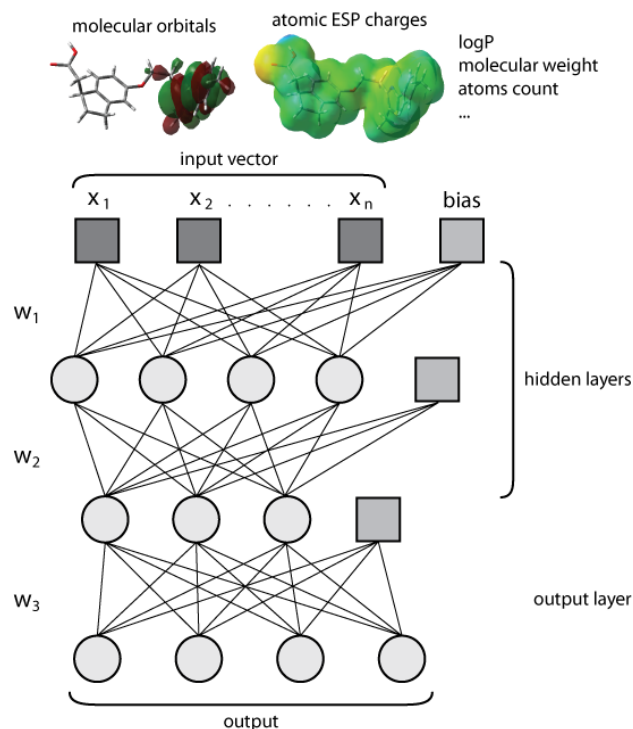 molecular orbitals
atomic ESP charges
logP
molecular weight
atoms count
...
input vector
x1 x2 . . . . . . xn bias
w1
hidden layers
w2
w3
output layer
output